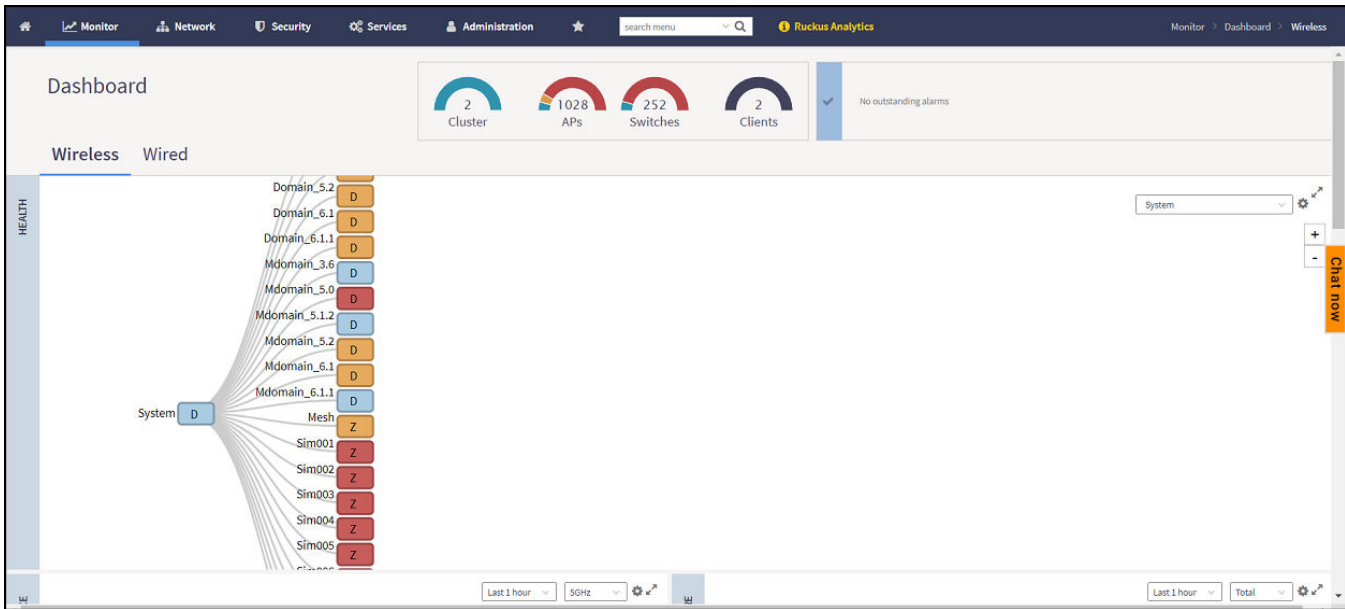 Monitor Network Security Services Administration search menu Ruckus Analytics Monitor > Dashboard > Wireless
Dashboard
2 Cluster
1028 APs
252 Switches
2 Clients
No outstanding alarms
Wireless Wired
HEALTH
System
+
-
Chat now
Domain_5.2 D
Domain_6.1 D
Domain_6.1.1 D
Mdomain_3.6 D
Mdomain_5.0 D
Mdomain_5.1.2 D
Mdomain_5.2 D
Mdomain_6.1 D
Mdomain_6.1.1 D
System D
Mesh Z
Sim001 Z
Sim002 Z
Sim003 Z
Sim004 Z
Sim005 Z
Last 1 hour 5GHz
Last 1 hour Total